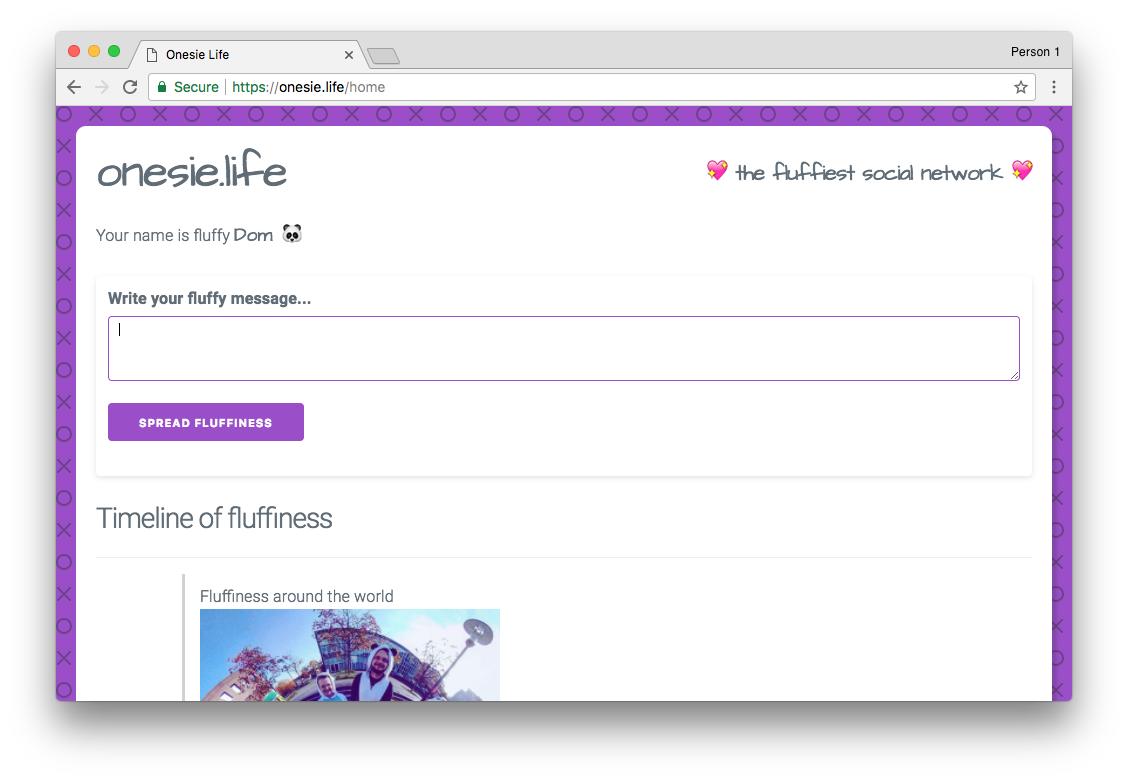 Onesie Life
Person 1
Secure https://onesie.life/home
onesie.life
the fluffiest social network
Your name is fluffy Dom
Write your fluffy message...
SPREAD FLUFFINESS
Timeline of fluffiness
Fluffiness around the world